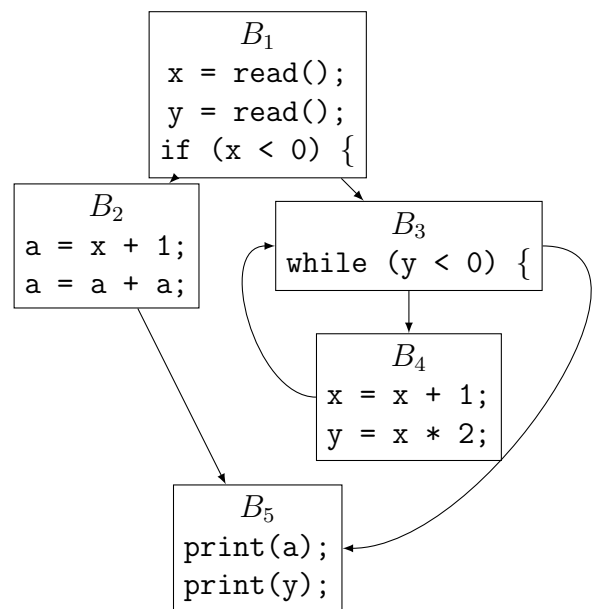 B₁
x = read();
y = read();
if (x < 0) {
B₂
a = x + 1;
a = a + a;
B₃
while (y < 0) {
B₄
x = x + 1;
y = x * 2;
B₅
print(a);
print(y);